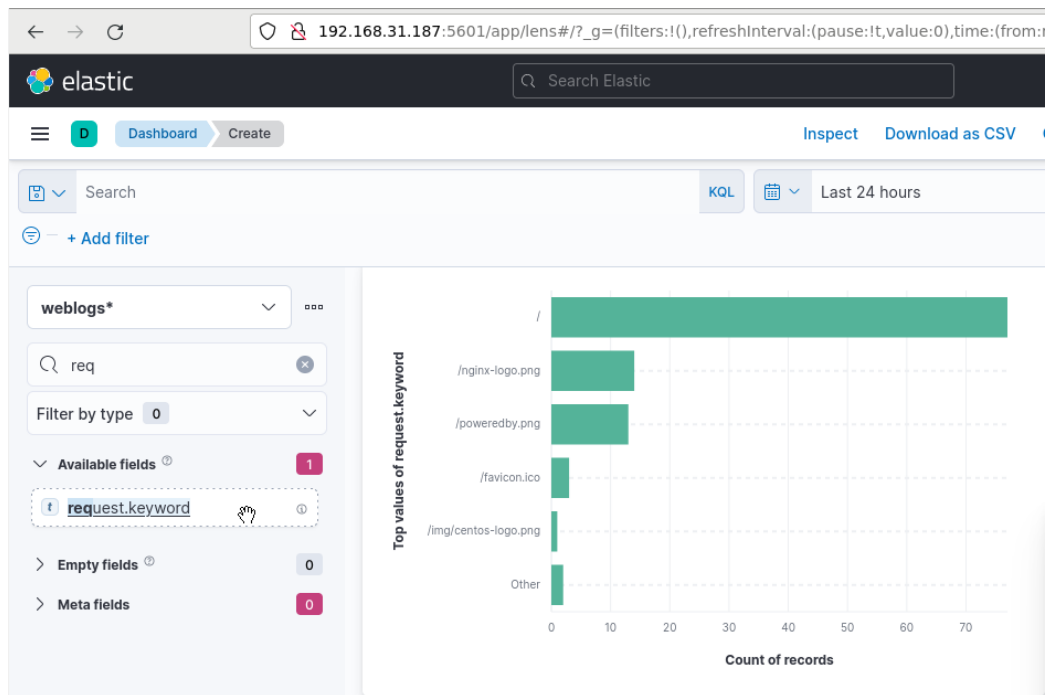 192.168.31.187:5601/app/lens#/?_g=(filters:!(),refreshInterval:(pause:!t,value:0),time:(from:
elastic
Search Elastic
D
Dashboard
Create
Inspect
Download as CSV
Search
KQL
Last 24 hours
+ Add filter
weblogs*
req
Filter by type 0
Available fields ? 1
t request.keyword
Empty fields ? 0
Meta fields 0
Top values of request.keyword
/
/nginx-logo.png
/poweredby.png
/favicon.ico
/img/centos-logo.png
Other
0 10 20 30 40 50 60 70
Count of records